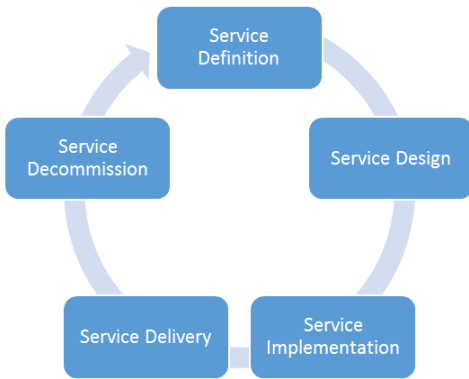 Service
Definition
Service Design
Service
Implementation
Service Delivery
Service
Decommission